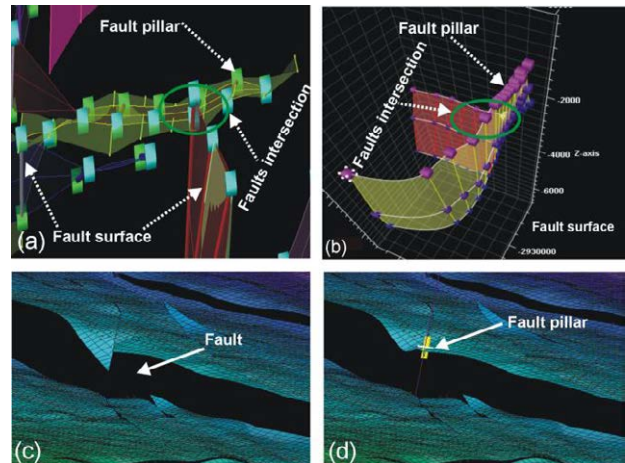 Fault pillar
Faults intersection
Fault surface
(a)
Fault pillar
Faults intersection
-2000
Z-axis
-4000
6000
Fault surface
-2930000
(b)
Fault
(c)
Fault pillar
(d)